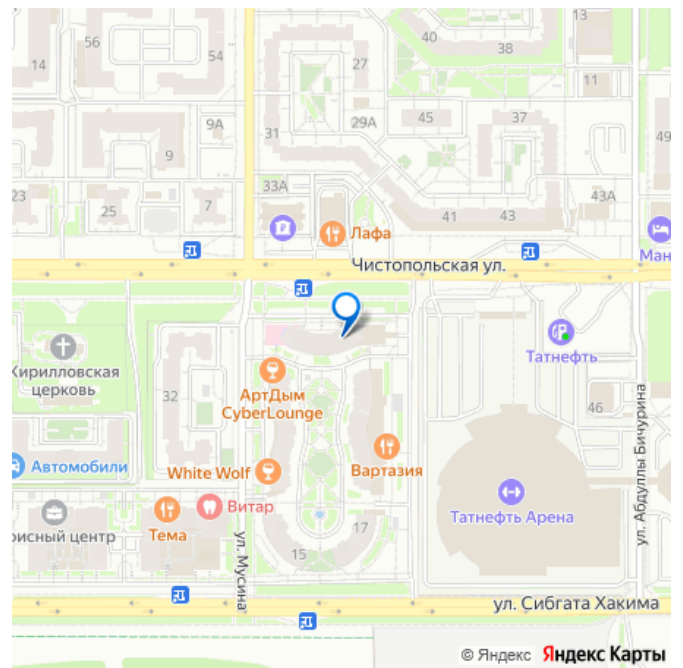 13
56
54
14
40
38
27
11
9А
29А
45
37
31
49
9
23
25
7
33А
43А
41
43
Лафа
Ман
Чистопольская ул.
Татнефть
Кирилловская
церковь
32
АртДым
CyberLounge
46
ул. Абдуллы Бичурина
Автомобили
White Wolf
Вартазия
Витар
Татнефть Арена
рисный центр
Тема
ул. Мусина
15
17
ул. Сибгата Хакима
© Яндекс Яндекс Карты